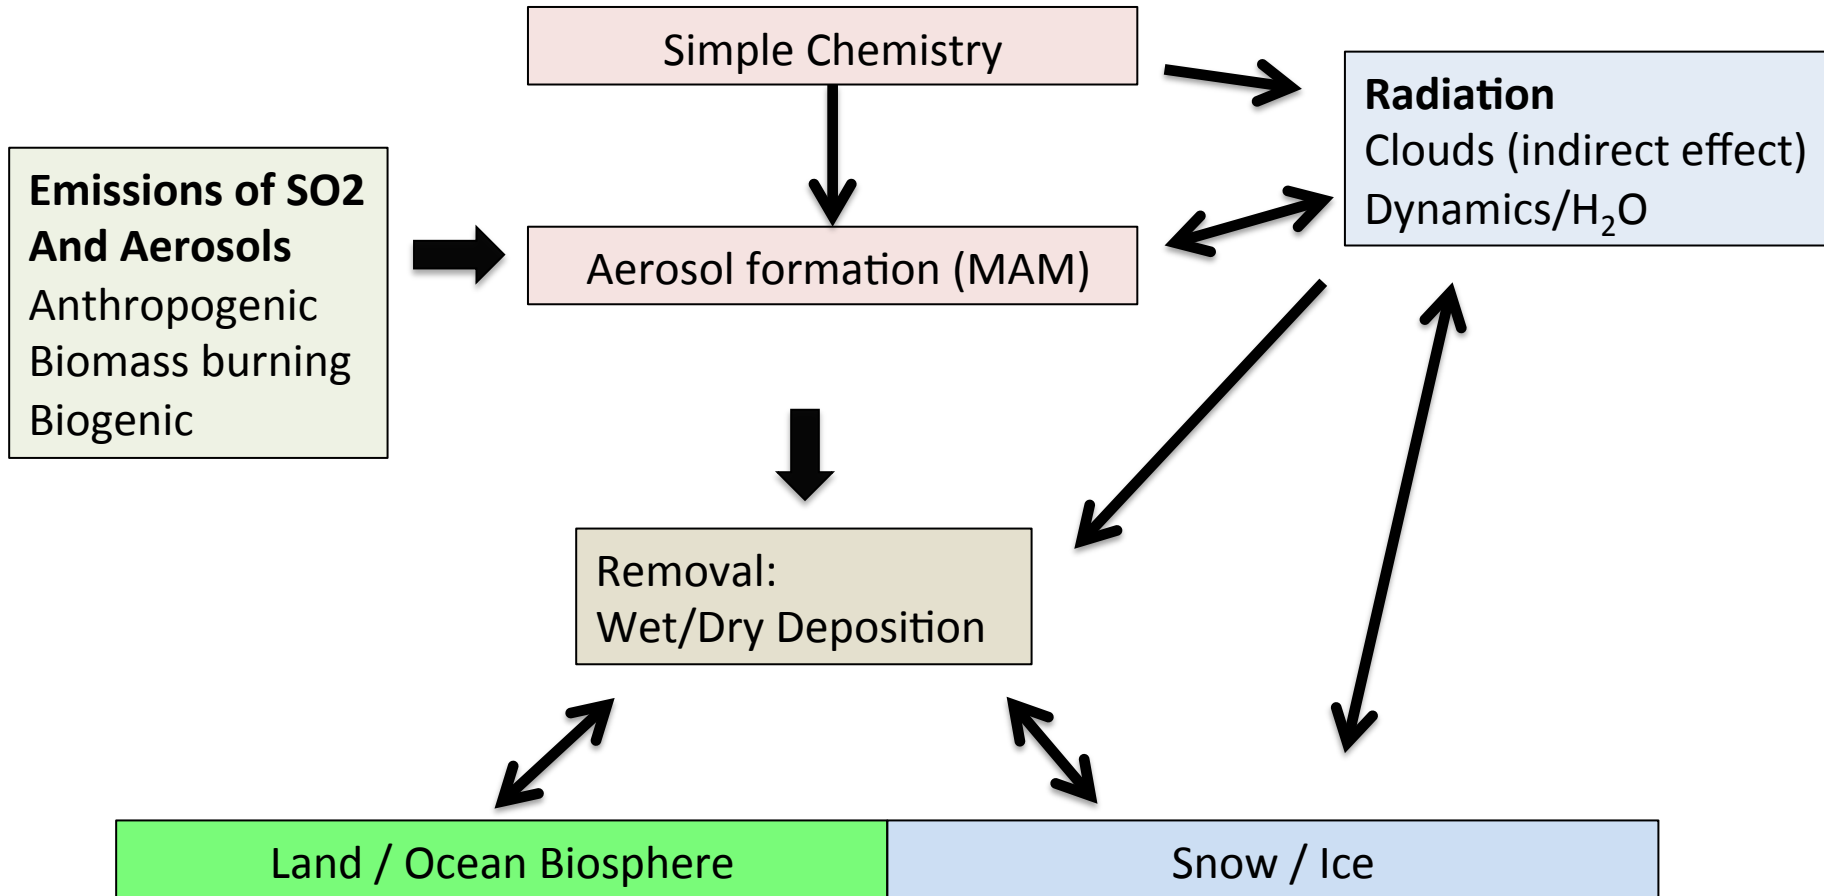 Simple Chemistry
Radiation
Clouds (indirect effect)
Dynamics/H₂O
Emissions of SO2
And Aerosols
Anthropogenic
Biomass burning
Biogenic
Aerosol formation (MAM)
Removal:
Wet/Dry Deposition
Land / Ocean Biosphere
Snow / Ice